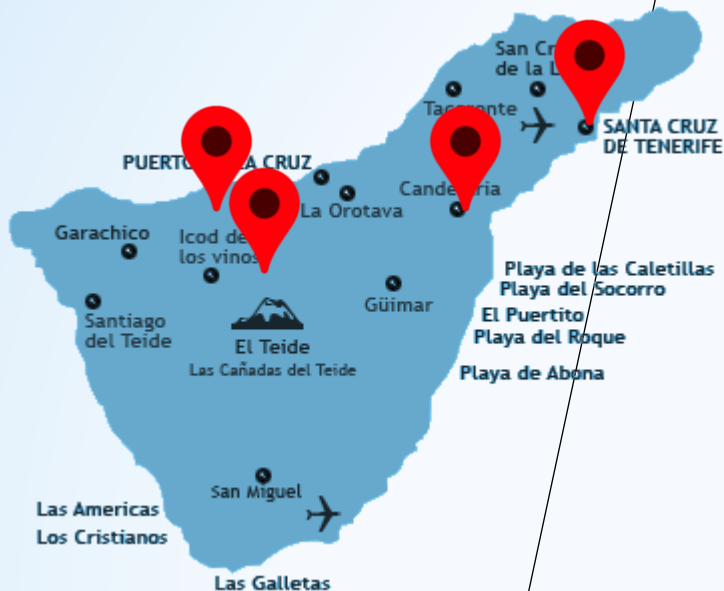 San
de la
Tacoronte
SANTA CRUZ
DE TENERIFE
PUERTO CRUZ
Candelaria
La Orotava
Garachico
Icod de
los vinos
Playa de las Caletillas
Playa del Socorro
Güimar
El Puertito
Santiago
del Teide
Playa del Roque
El Teide
Las Cañadas del Teide
Playa de Abona
San Miguel
Las Americas
Los Cristianos
Las Galletas